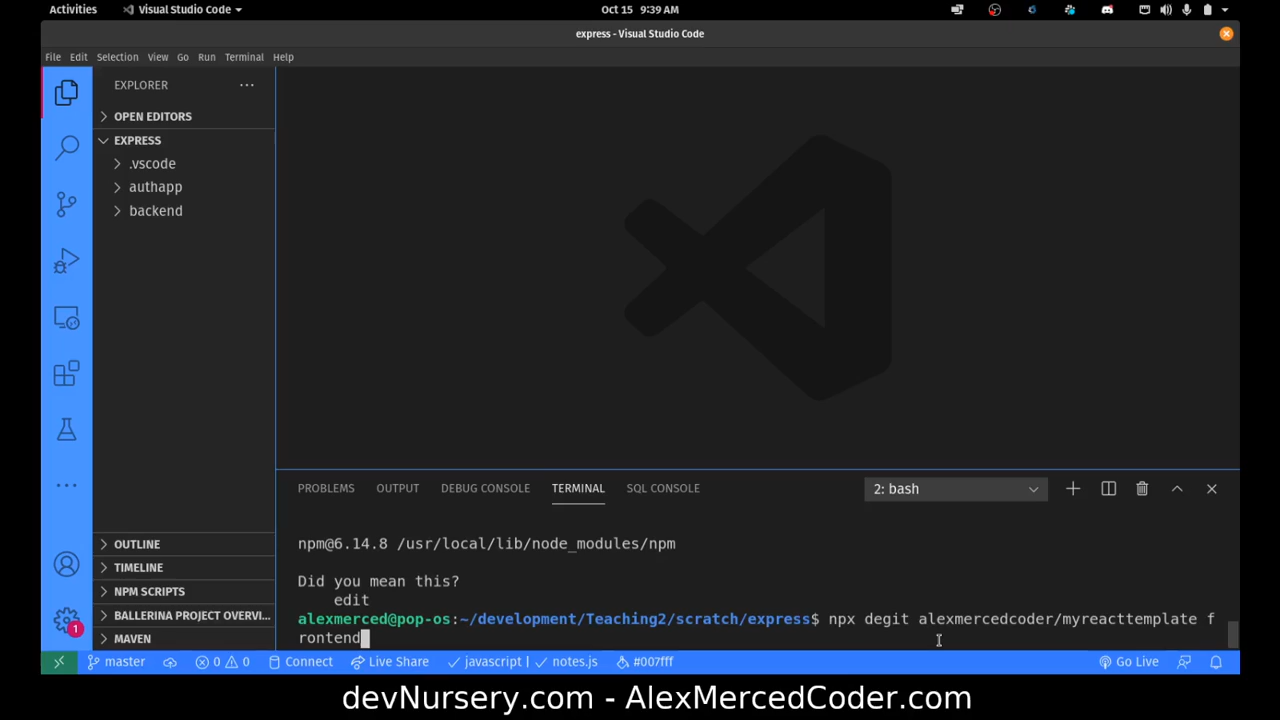 Activities
Visual Studio Code
Oct 15 9:39 AM
express - Visual Studio Code
File Edit Selection View Go Run Terminal Help
EXPLORER
OPEN EDITORS
EXPRESS
.vscode
authapp
backend
OUTLINE
TIMELINE
NPM SCRIPTS
BALLERINA PROJECT OVERVI...
MAVEN
1
PROBLEMS OUTPUT DEBUG CONSOLE TERMINAL SQL CONSOLE
2: bash
npm@6.14.8 /usr/local/lib/node_modules/npm
Did you mean this?
edit
alexmerced@pop-os:~/development/Teaching2/scratch/express$ npx degit alexmercedcoder/myreacttemplate f
rontend
master 0 0 Connect Live Share javascript | notes.js #007fff Go Live
devNursery.com - AlexMercedCoder.com